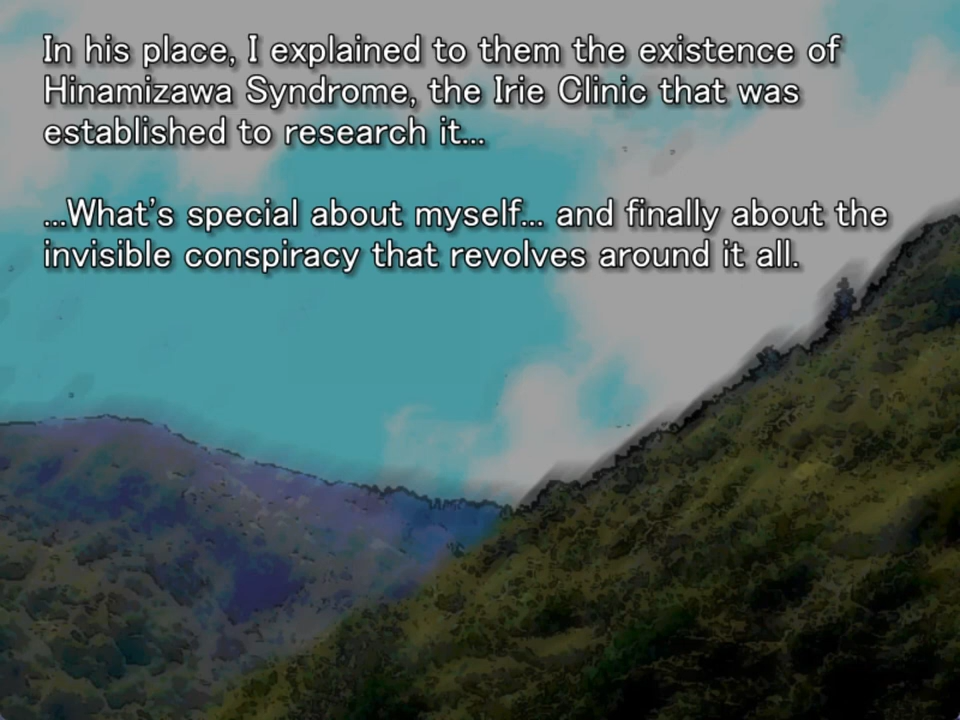 In his place, I explained to them the existence of
Hinamizawa Syndrome, the Irie Clinic that was
established to research it...
...What's special about myself... and finally about the
invisible conspiracy that revolves around it all.